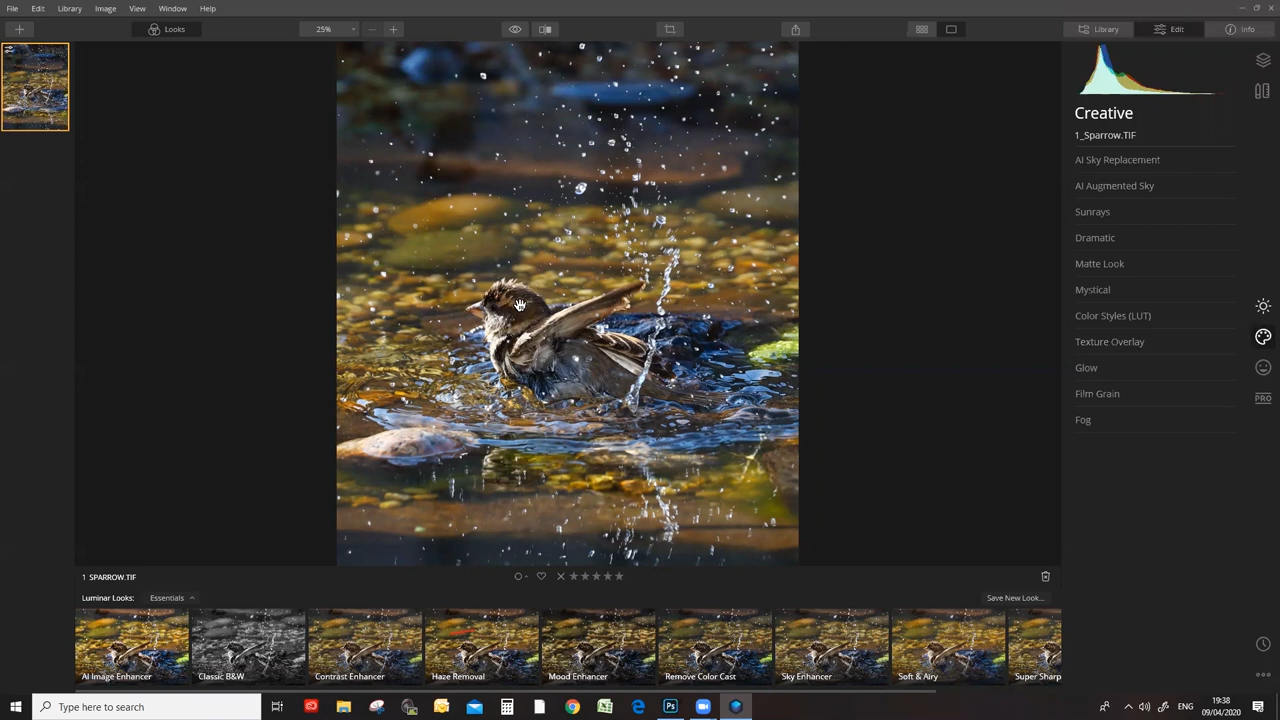 File Edit Library Image View Window Help
Looks 25% Library Edit Info
Creative
1_Sparrow.TIF
AI Sky Replacement
AI Augmented Sky
Sunrays
Dramatic
Matte Look
Mystical
Color Styles (LUT)
Texture Overlay
Glow
Film Grain
Fog
PRO
1_SPARROW.TIF
Luminar Looks: Essentials Save New Look...
AI Image Enhancer Classic B&W Contrast Enhancer Haze Removal Mood Enhancer Remove Color Cast Sky Enhancer Soft & Airy Super Sharp
Type here to search Ps ENG 19:38
09/04/2020